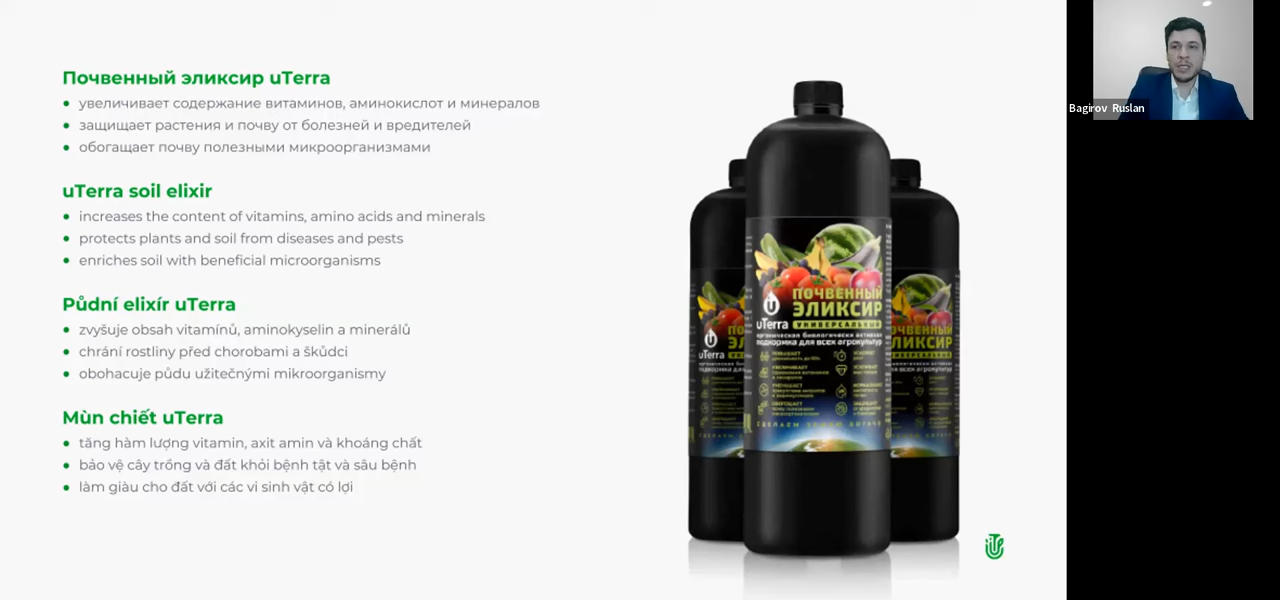 Почвенный эликсир uTerra
увеличивает содержание витаминов, аминокислот и минералов
защищает растения и почву от болезней и вредителей
обогащает почву полезными микроорганизмами
uTerra soil elixir
increases the content of vitamins, amino acids and minerals
protects plants and soil from diseases and pests
enriches soil with beneficial microorganisms
Půdní elixír uTerra
zvyšuje obsah vitamínů, aminokyselin a minerálů
chrání rostliny před chorobami a škůdci
obohacuje půdu užitečnými mikroorganismy
Mùn chiết uTerra
tăng hàm lượng vitamin, axit amin và khoáng chất
bảo vệ cây trồng và đất khỏi bệnh tật và sâu bệnh
làm giàu cho đất với các vi sinh vật có lợi
ПОЧВЕННЫЙ
ЭЛИКСИР
uTerra
УНИВЕРСАЛЬНЫЙ
органическая биологически активная
подкормка для всех агрокультур
Bagirov Ruslan